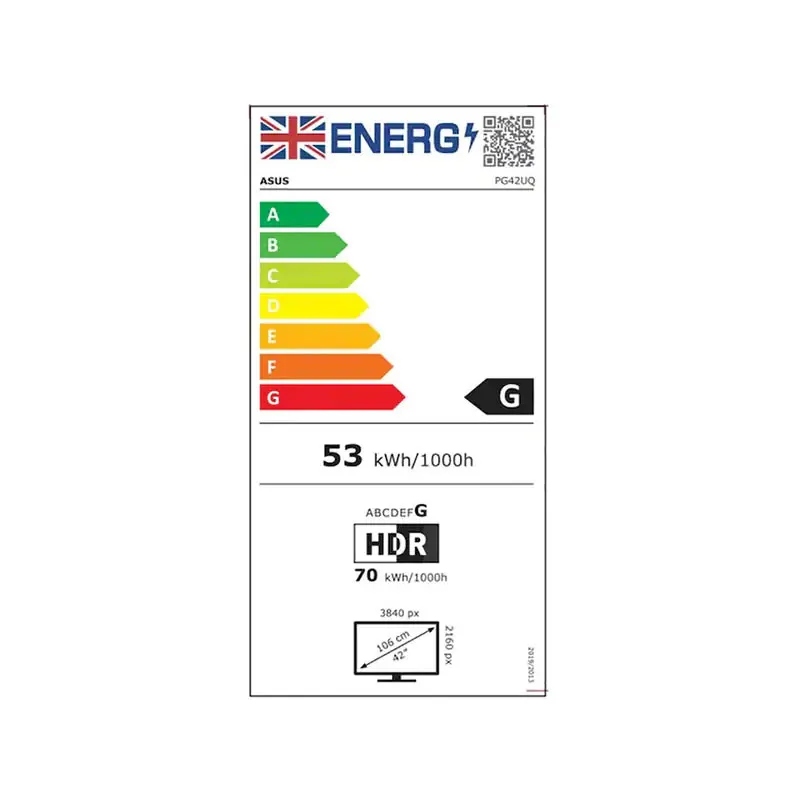 ENERG
ASUS PG42UQ
A
B
C
D
E
F
G G
53 kWh/1000h
ABCDEFG
HDR
70 kWh/1000h
3840 px
2160 px
106 cm
42"
2019/2013